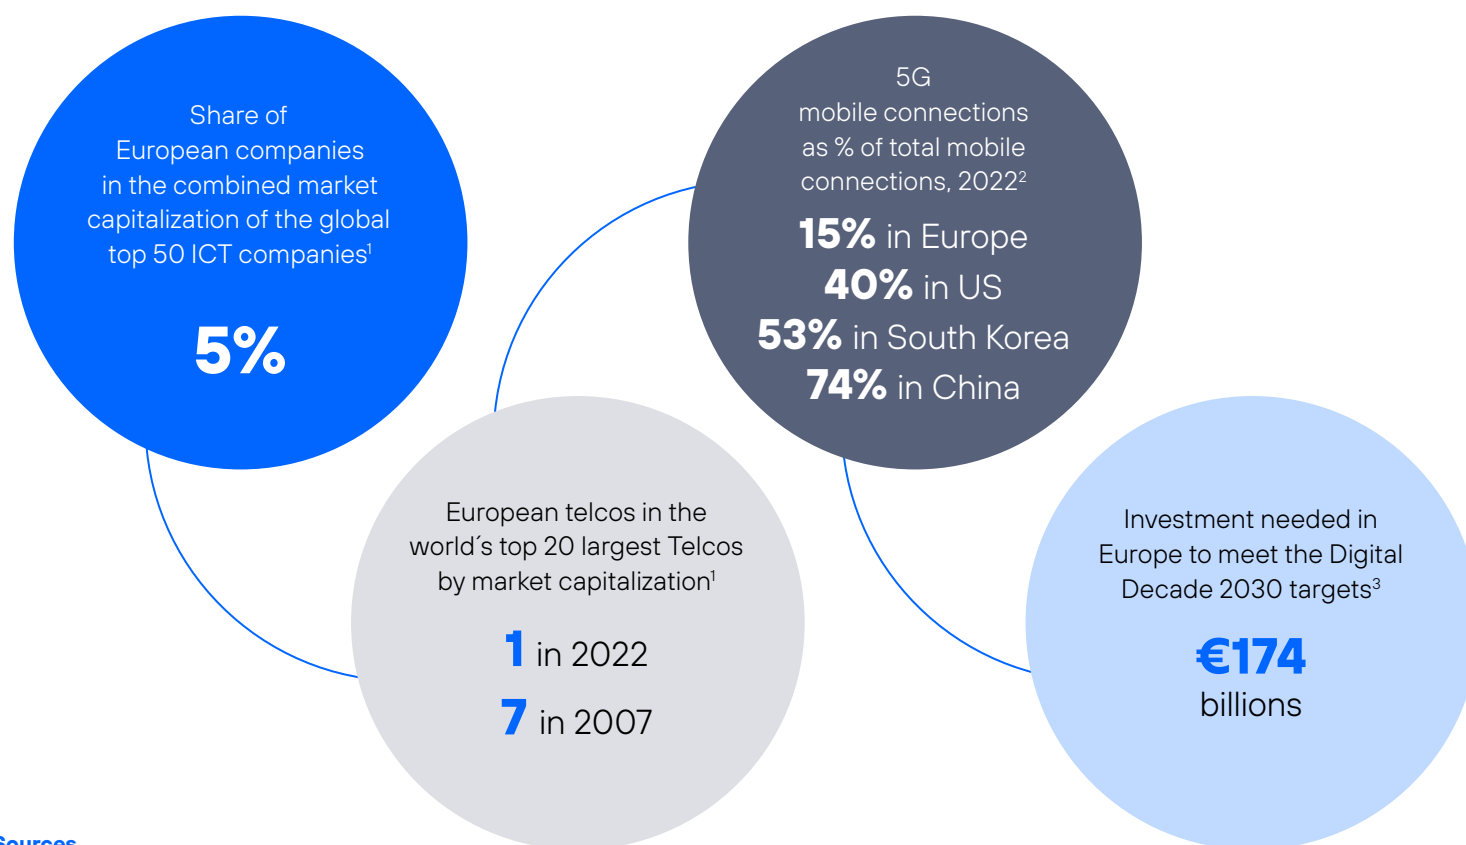 Share of
European companies
in the combined market
capitalization of the global
top 50 ICT companies¹
5%
European telcos in the
world´s top 20 largest Telcos
by market capitalization¹
1 in 2022
7 in 2007
5G
mobile connections
as % of total mobile
connections, 2022²
15% in Europe
40% in US
53% in South Korea
74% in China
Investment needed in
Europe to meet the Digital
Decade 2030 targets³
€174
billions
Sources